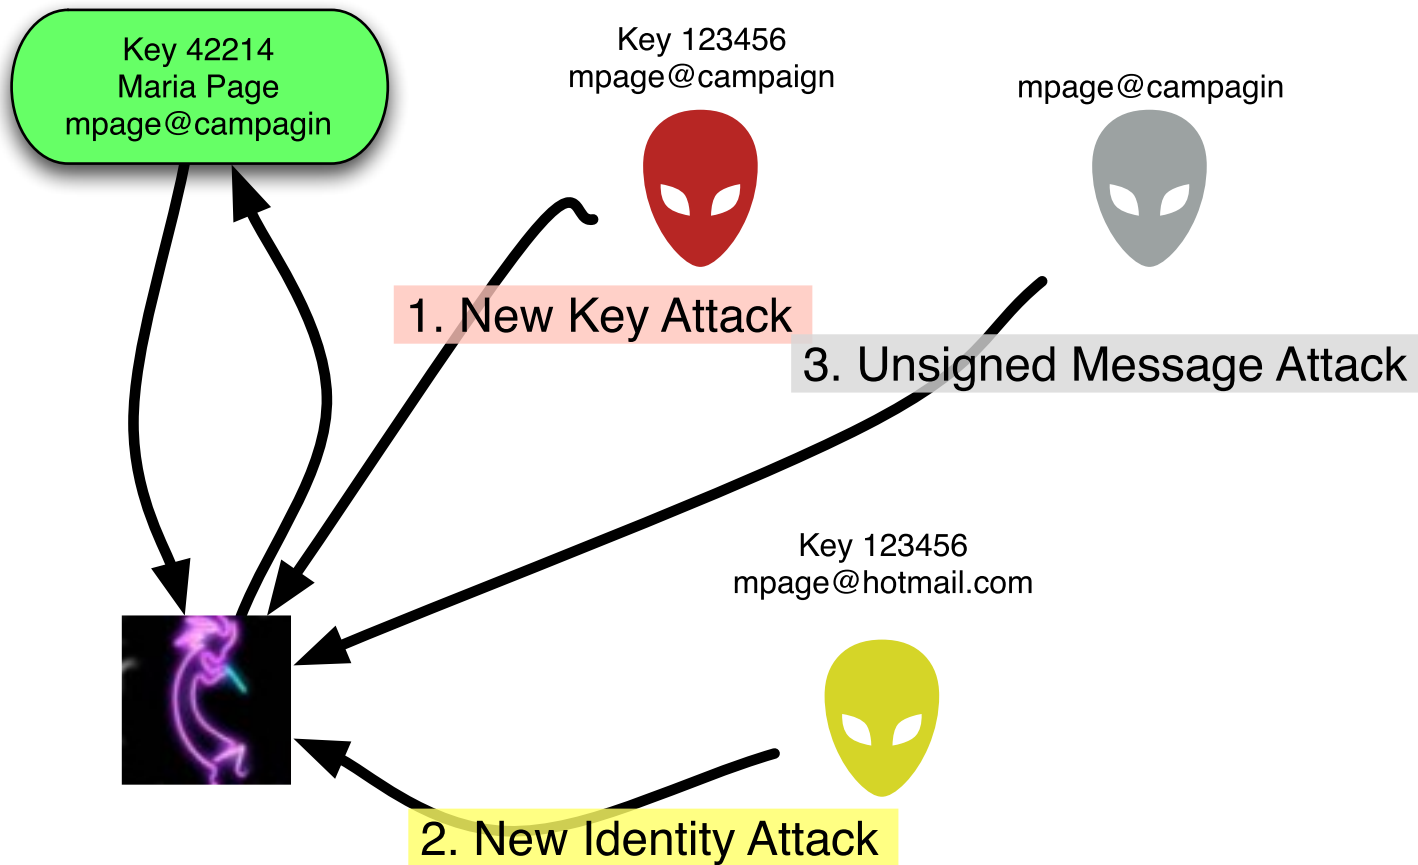 Key 42214
Maria Page
mpage@campagin
Key 123456
mpage@campaign
mpage@campagin
1. New Key Attack
3. Unsigned Message Attack
Key 123456
mpage@hotmail.com
2. New Identity Attack